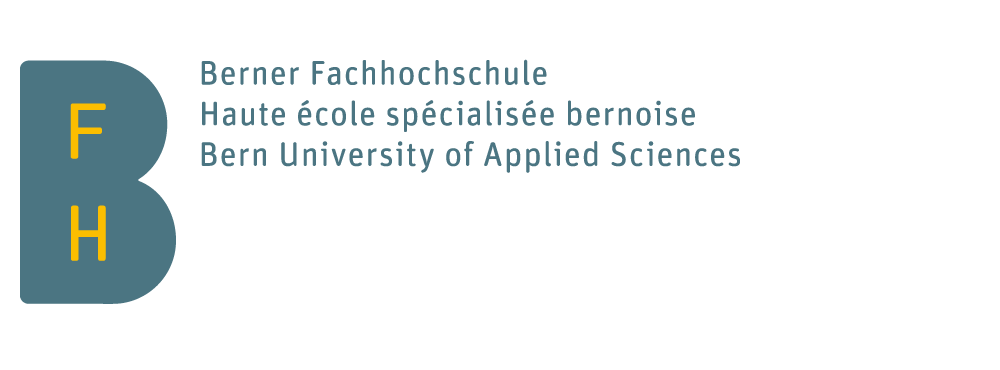 B
F
H
Berner Fachhochschule
Haute école spécialisée bernoise
Bern University of Applied Sciences